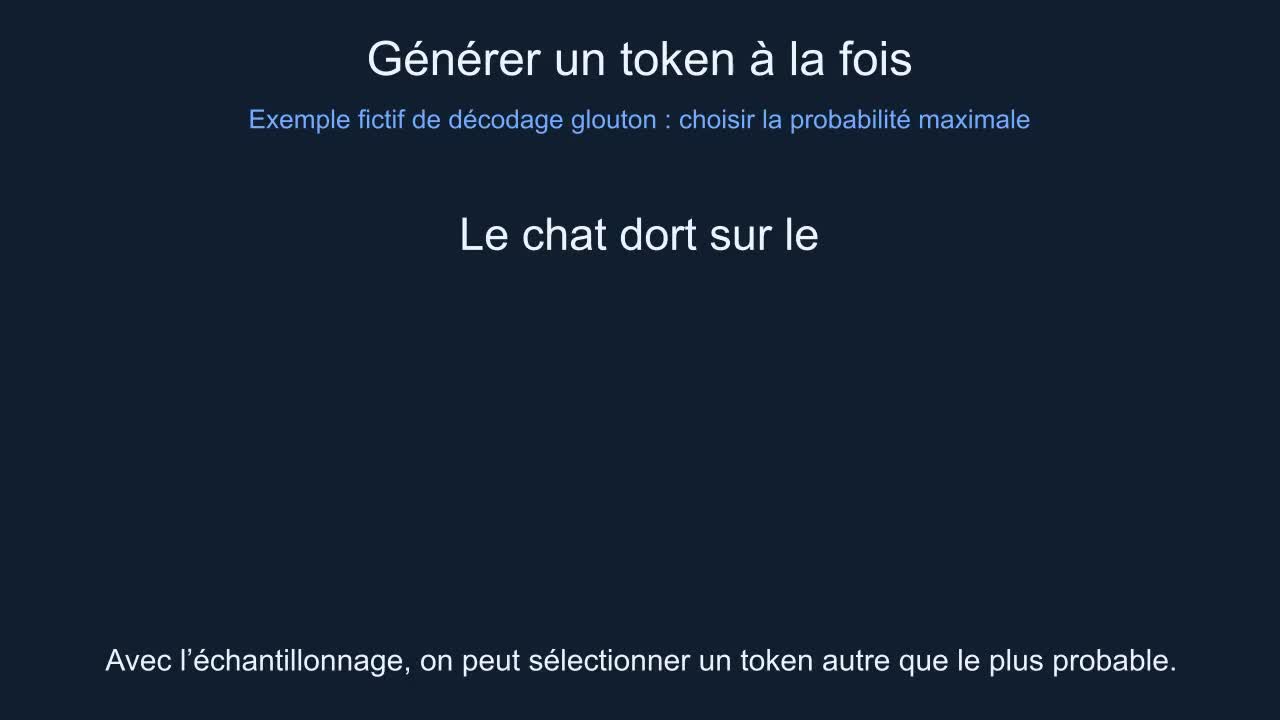 Générer un token à la fois
Exemple fictif de décodage glouton : choisir la probabilité maximale
Le chat dort sur le
Avec l’échantillonnage, on peut sélectionner un token autre que le plus probable.